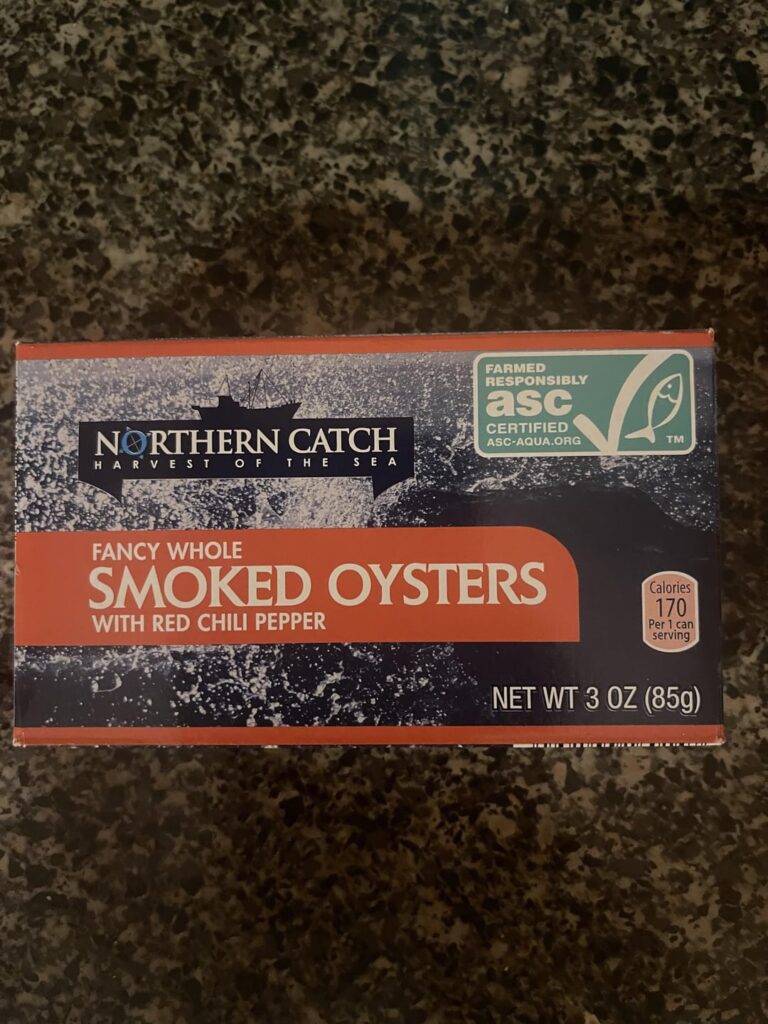 FARMED
RESPONSIBLY
asc
CERTIFIED
ASC-AQUA.ORG
TM
NORTHERN CATCH
HARVEST OF THE SEA
FANCY WHOLE
SMOKED OYSTERS
WITH RED CHILI PEPPER
Calories
170
Per 1 can
serving
NET WT 3 OZ (85g)